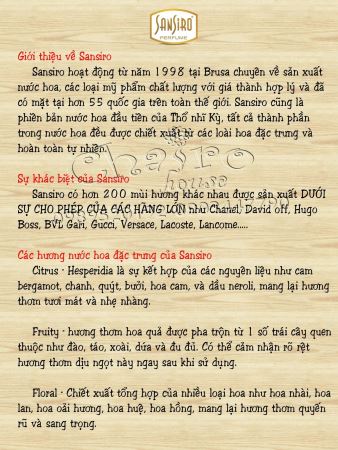 SANSIRO
PERFUME
Giới thiệu về Sansiro
Sansiro hoạt động từ năm 1998 tại Brusa chuyên về sản xuất
nước hoa, các loại mỹ phẩm chất lượng với giá thành hợp lý và đã
có mặt tại hơn 55 quốc gia trên toàn thế giới. Sansiro cũng là
phiên bản nước hoa đầu tiên của Thổ nhĩ Kỳ, tất cả thành phần
trong nước hoa đều được chiết xuất từ các loài hoa đặc trưng và
hoàn toàn tự nhiên.
Sự khác biệt của Sansiro
Sansiro có hơn 200 mùi hương khác nhau được sản xuất DƯỚI
SỰ CHO PHÉP CỦA CÁC HÃNG LỚN như Chanel, David off, Hugo
Boss, BVL Gari, Gucci, Versace, Lacoste, Lancome.....
Các hương nước hoa đặc trưng của Sansiro
Citrus - Hesperidia là sự kết hợp của các nguyên liệu như cam
bergamot, chanh, quýt, bưởi, hoa cam, và dầu neroli, mang lại hương
thơm tươi mát và nhẹ nhàng.
Fruity - hương thơm hoa quả được pha trộn từ 1 số trái cây quen
thuộc như đào, táo, xoài, dứa và đu đủ. Có thể cảm nhận rõ rệt
hương thơm dịu ngọt này ngay sau khi sử dụng.
Floral - Chiết xuất tổng hợp của nhiều loại hoa như hoa nhài, hoa
lan, hoa oải hương, hoa huệ, hoa hồng, mang lại hương thơm quyến
rũ và sang trọng.